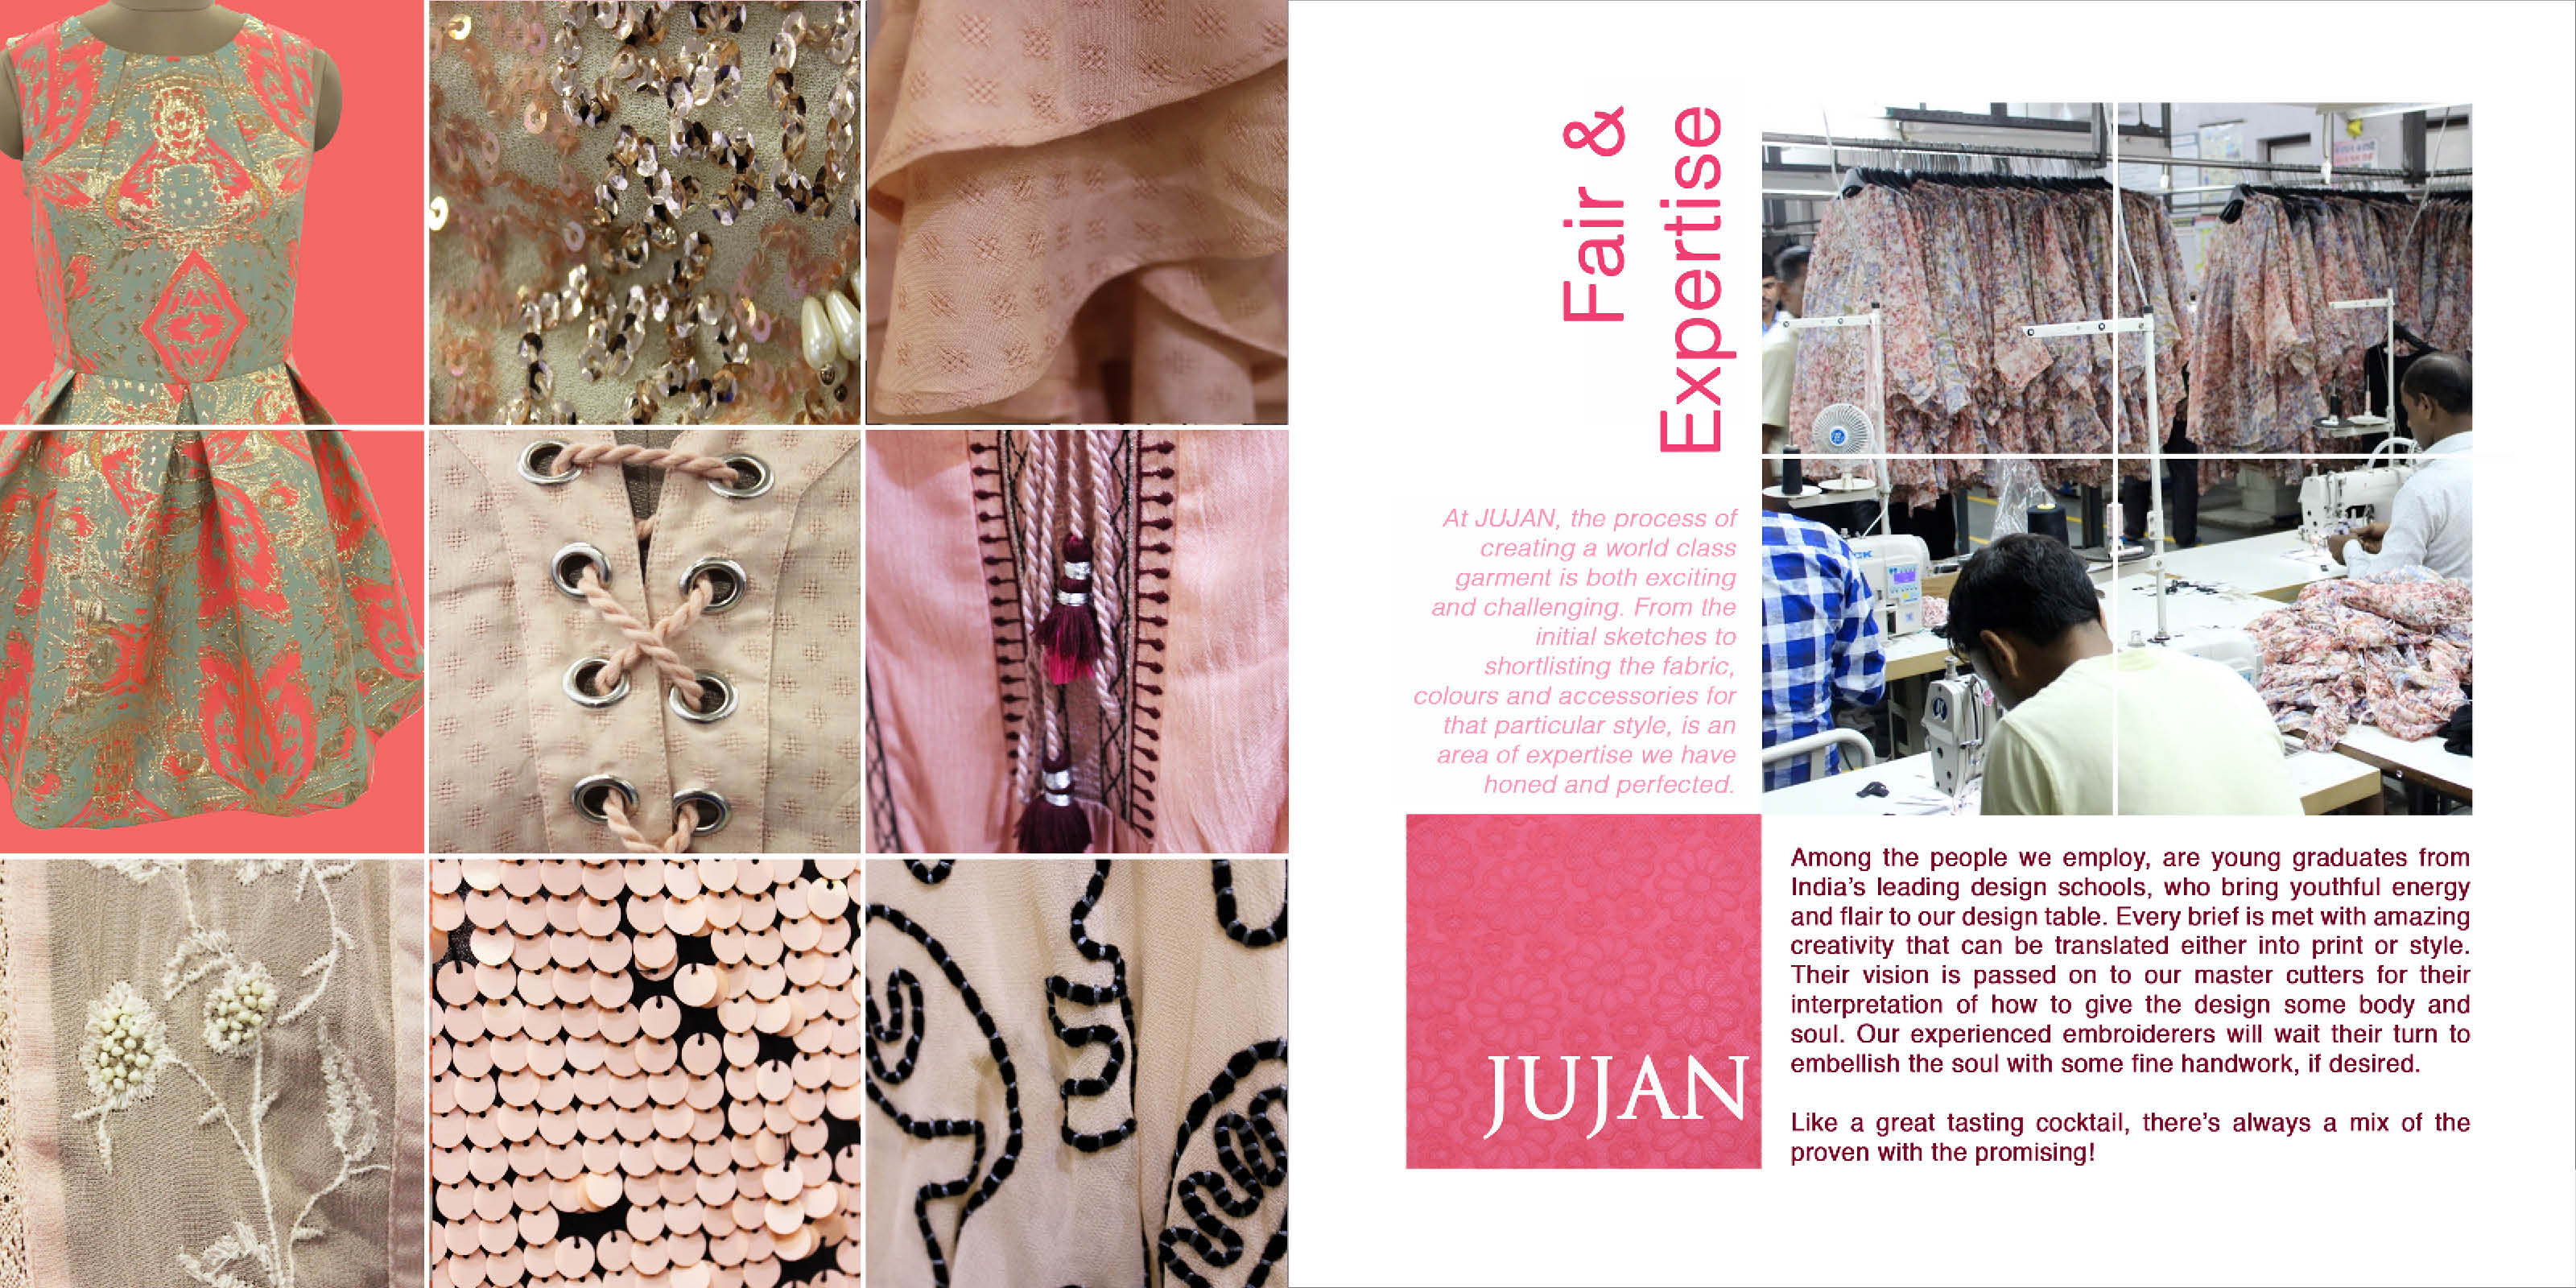 Fair &
Expertise
At JUJAN, the process of
creating a world class
garment is both exciting
and challenging. From the
initial sketches to
shortlisting the fabric,
colours and accessories for
that particular style, is an
area of expertise we have
honed and perfected.
JUJAN
Among the people we employ, are young graduates from
India's leading design schools, who bring youthful energy
and flair to our design table. Every brief is met with amazing
creativity that can be translated either into print or style.
Their vision is passed on to our master cutters for their
interpretation of how to give the design some body and
soul. Our experienced embroiderers will wait their turn to
embellish the soul with some fine handwork, if desired.
Like a great tasting cocktail, there's always a mix of the
proven with the promising!